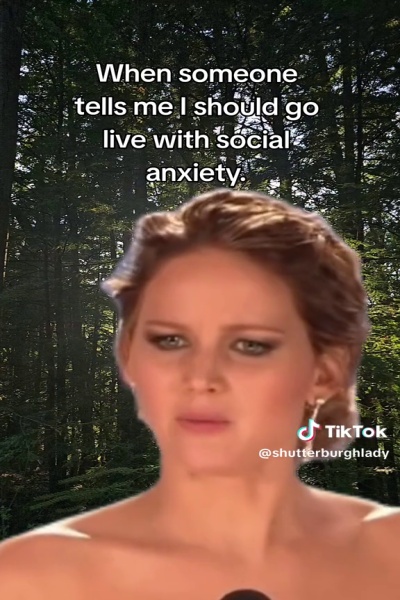 When someone
tells me I should go
live with social
anxiety.
TikTok
@shutterburghlady